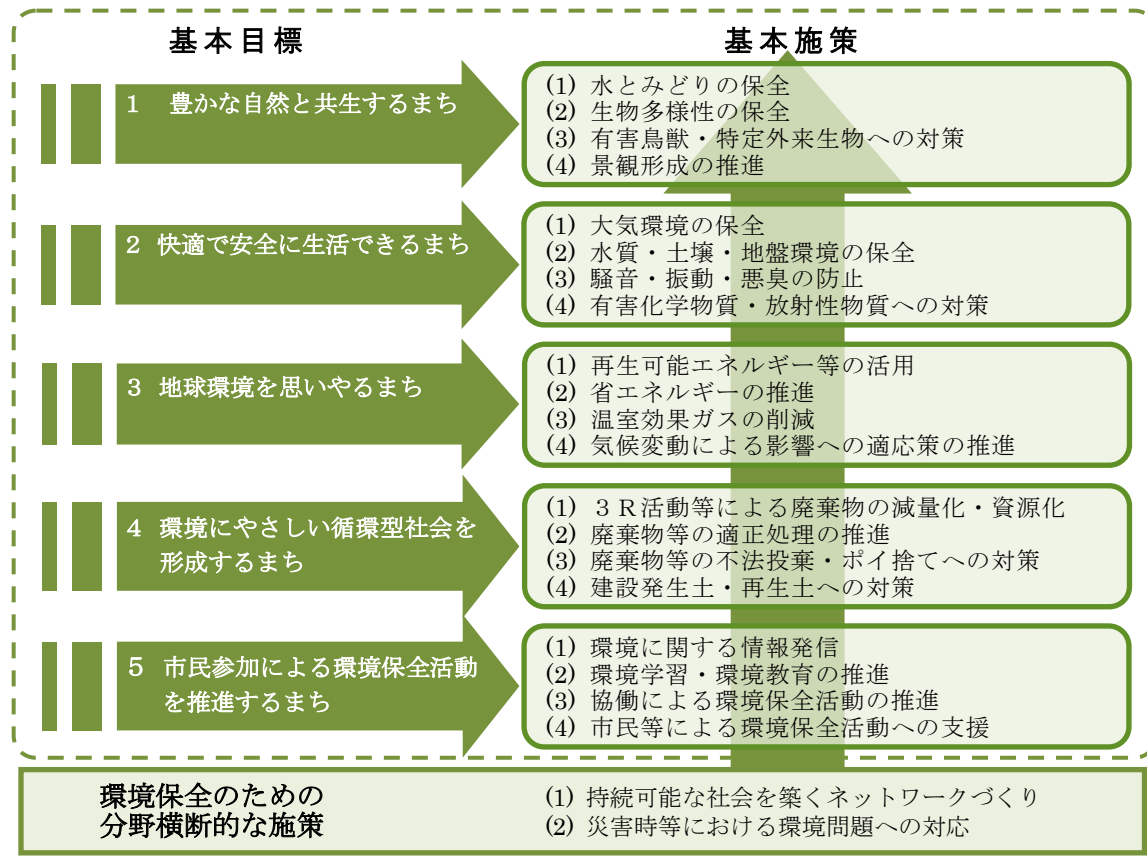 基本目標
基本施策
1 豊かな自然と共生するまち
(1) 水とみどりの保全
(2) 生物多様性の保全
(3) 有害鳥獣・特定外来生物への対策
(4) 景観形成の推進
2 快適で安全に生活できるまち
(1) 大気環境の保全
(2) 水質・土壌・地盤環境の保全
(3) 騒音・振動・悪臭の防止
(4) 有害化学物質・放射性物質への対策
3 地球環境を思いやるまち
(1) 再生可能エネルギー等の活用
(2) 省エネルギーの推進
(3) 温室効果ガスの削減
(4) 気候変動による影響への適応策の推進
4 環境にやさしい循環型社会を
形成するまち
(1) 3R活動等による廃棄物の減量化・資源化
(2) 廃棄物等の適正処理の推進
(3) 廃棄物等の不法投棄・ポイ捨てへの対策
(4) 建設発生土・再生土への対策
5 市民参加による環境保全活動
を推進するまち
(1) 環境に関する情報発信
(2) 環境学習・環境教育の推進
(3) 協働による環境保全活動の推進
(4) 市民等による環境保全活動への支援
環境保全のための
分野横断的な施策
(1) 持続可能な社会を築くネットワークづくり
(2) 災害時等における環境問題への対応